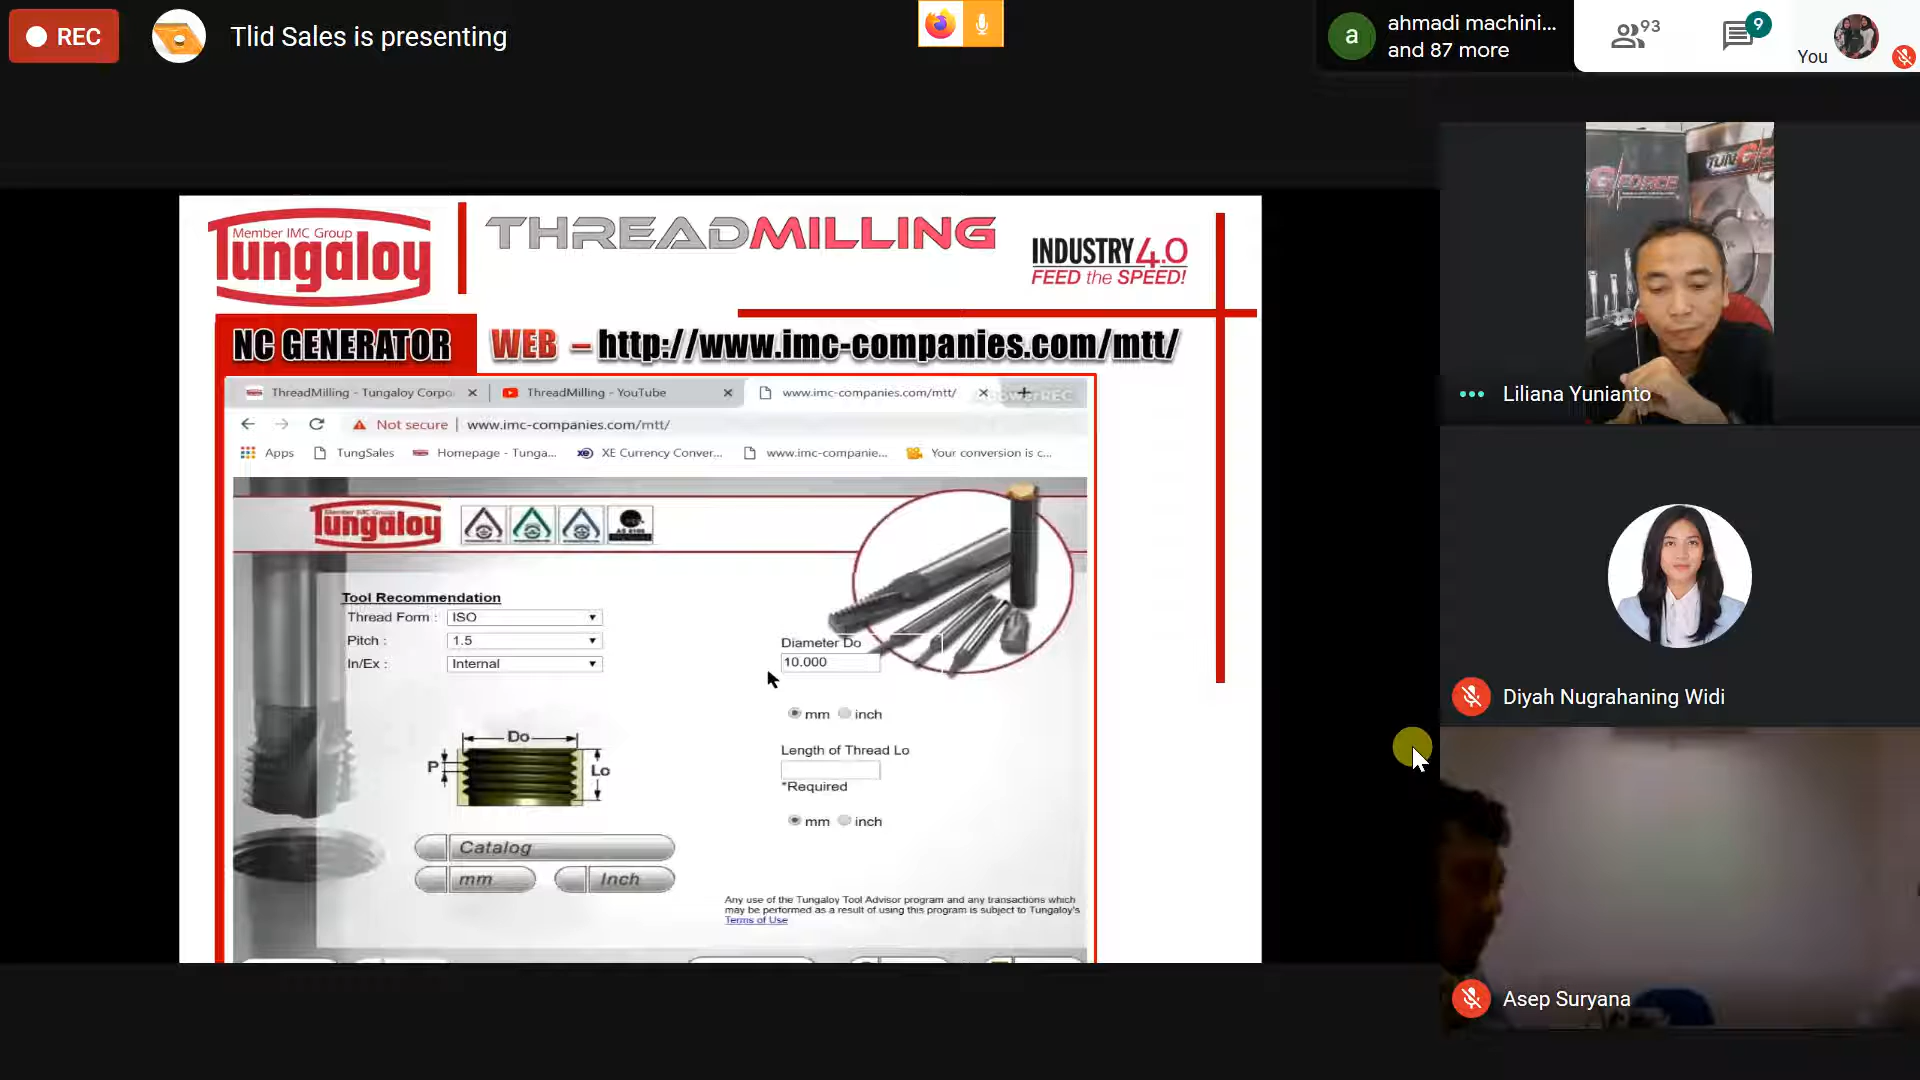 REC
Tlid Sales is presenting
a
ahmadi machini...
and 87 more
93
9
You
Member IMC Group
Tungaloy
THREADMILLING
INDUSTRY 4.0
FEED the SPEED!
NC GENERATOR
WEB – http://www.imc-companies.com/mtt/
ThreadMilling - Tungaloy Corpo
ThreadMilling - YouTube
www.imc-companies.com/mtt/
Not secure
www.imc-companies.com/mtt/
Apps
TungSales
Homepage - Tunga...
XE Currency Conver...
www.imc-companie...
Your conversion is c...
Member IMC Group
Tungaloy
Tool Recommendation
Thread Form :
ISO
Pitch :
1.5
In/Ex :
Internal
Diameter Do
10.000
mm
inch
Do
P
Lo
Length of Thread Lo
*Required
mm
inch
Catalog
mm
Inch
Any use of the Tungaloy Tool Advisor program and any transactions which
may be performed as a result of using this program is subject to Tungaloy's
Terms of Use
Liliana Yunianto
Diyah Nugrahaning Widi
Asep Suryana